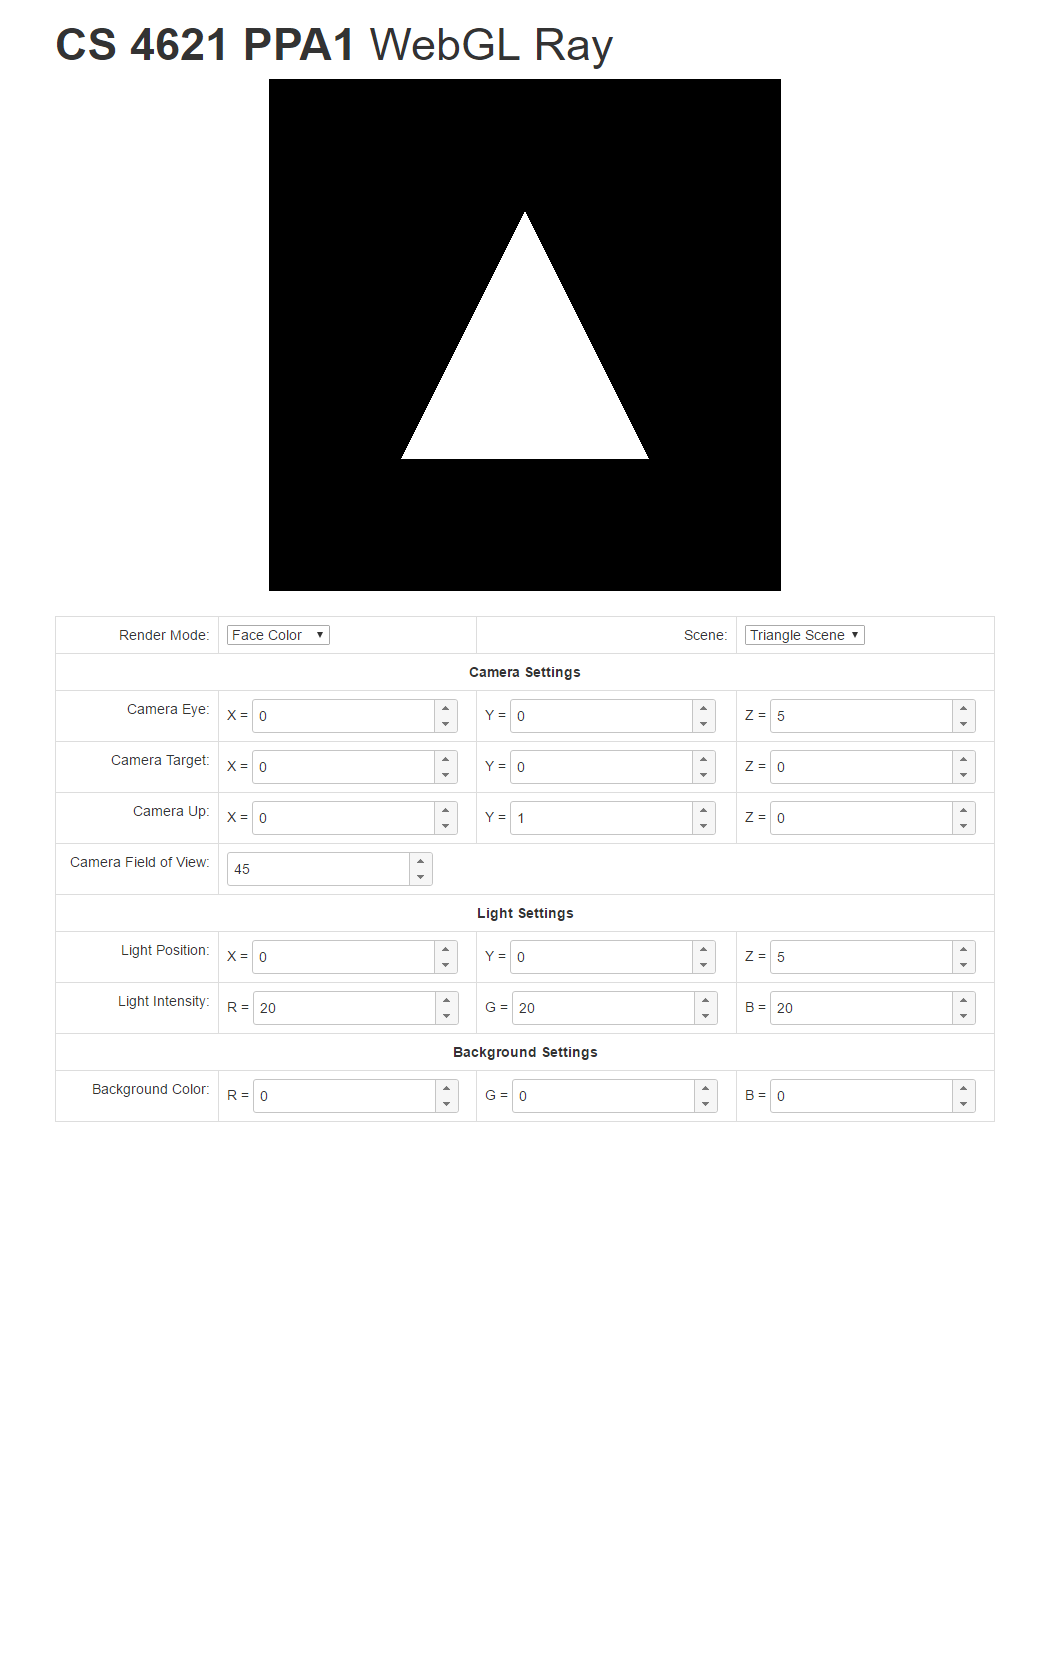 CS 4621 PPA1 WebGL Ray
Render Mode: Face Color Scene: Triangle Scene
Camera Settings
Camera Eye: X = 0 Y = 0 Z = 5
Camera Target: X = 0 Y = 0 Z = 0
Camera Up: X = 0 Y = 1 Z = 0
Camera Field of View: 45
Light Settings
Light Position: X = 0 Y = 0 Z = 5
Light Intensity: R = 20 G = 20 B = 20
Background Settings
Background Color: R = 0 G = 0 B = 0